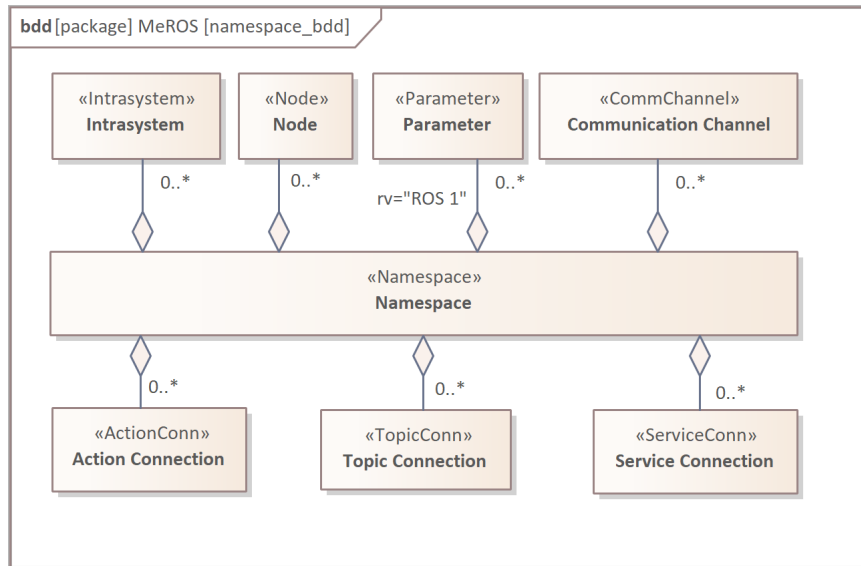 bdd [package] MeROS [namespace_bdd]
«Intrasystem»
Intrasystem
«Node»
Node
«Parameter»
Parameter
«CommChannel»
Communication Channel
0..*
0..*
0..*
0..*
rv="ROS 1"
«Namespace»
Namespace
0..*
0..*
0..*
«ActionConn»
Action Connection
«TopicConn»
Topic Connection
«ServiceConn»
Service Connection